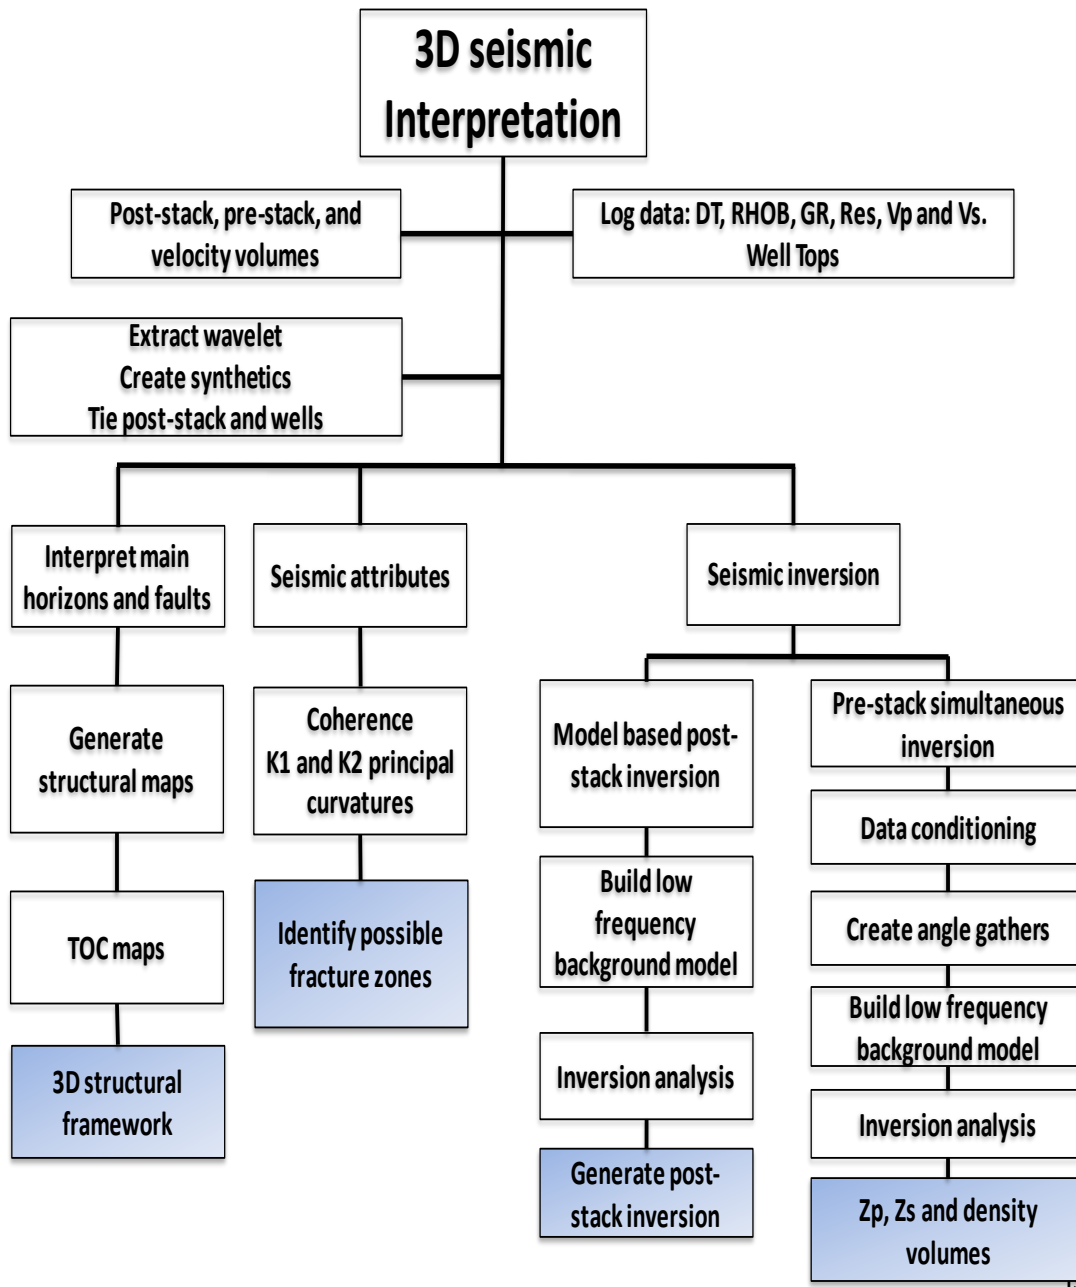 3D seismic
Interpretation
Post-stack, pre-stack, and
velocity volumes
Log data: DT, RHOB, GR, Res, Vp and Vs.
Well Tops
Extract wavelet
Create synthetics
Tie post-stack and wells
Interpret main
horizons and faults
Generate
structural maps
TOC maps
3D structural
framework
Seismic attributes
Coherence
K1 and K2 principal
curvatures
Identify possible
fracture zones
Seismic inversion
Model based post-
stack inversion
Build low
frequency
background model
Inversion analysis
Generate post-
stack inversion
Pre-stack simultaneous
inversion
Data conditioning
Create angle gathers
Build low frequency
background model
Inversion analysis
Zp, Zs and density
volumes